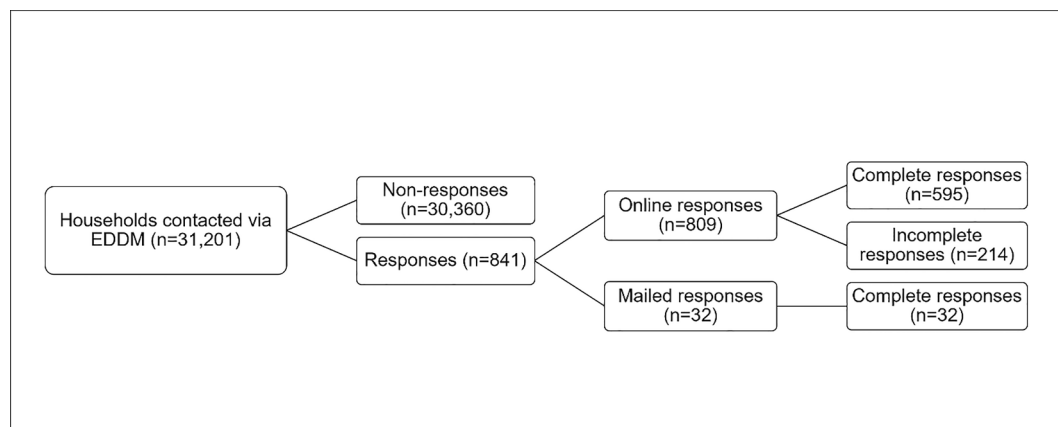 Households contacted via
EDDM (n=31,201)
Non-responses
(n=30,360)
Responses (n=841)
Online responses
(n=809)
Mailed responses
(n=32)
Complete responses
(n=595)
Incomplete
responses (n=214)
Complete responses
(n=32)